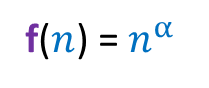 f(n) = n^α